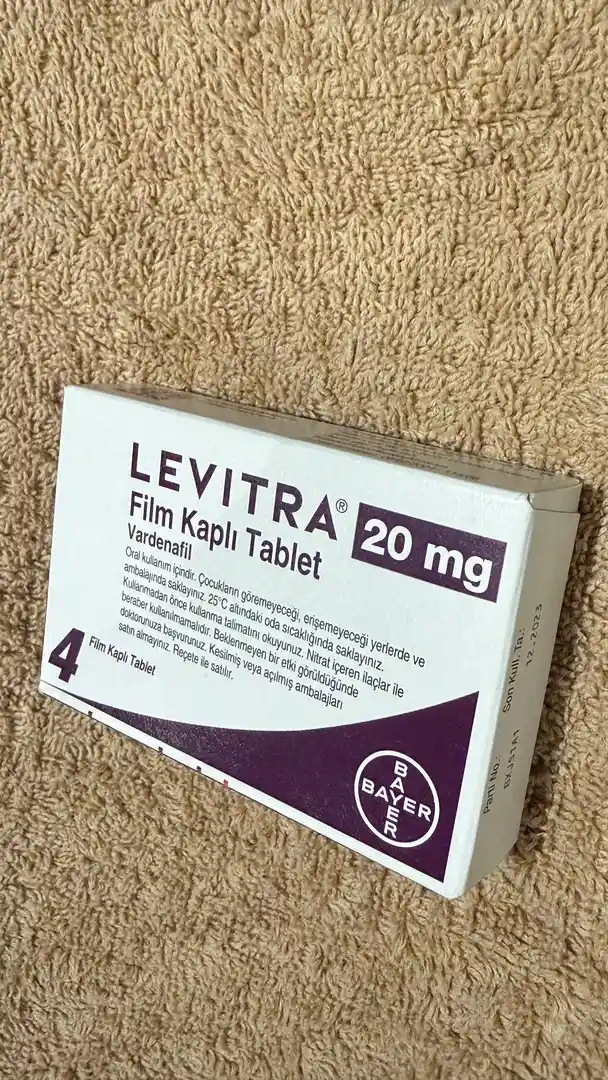 LEVITRA®
20 mg
Film Kaplı Tablet
Vardenafil
Oral kullanım içindir. Çocukların göremeyeceği, erişemeyeceği yerlerde ve
ambalajında saklayınız. 25°C altındaki oda sıcaklığında saklayınız.
Kullanmadan önce kullanma talimatını okuyunuz. Nitrat içeren ilaçlar ile
beraber kullanılmamalıdır. Beklenmeyen bir etki görüldüğünde
doktorunuza başvurunuz. Kesilmiş veya açılmış ambalajları
satın almayınız. Reçete ile satılır.
4 Film Kaplı Tablet
BAYER
BAYER
Parti No.:
BXJS1A1
Son Kull. Ta.:
12.2023